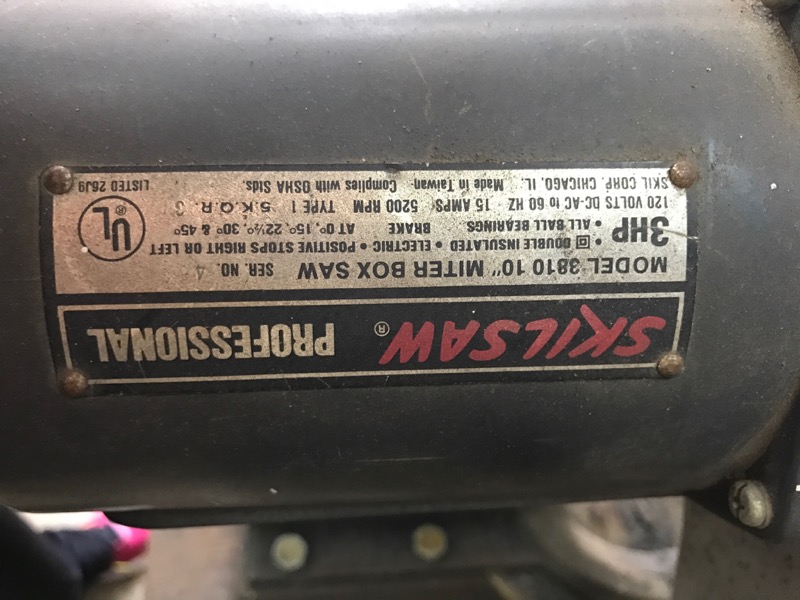 SKILSAW ® PROFESSIONAL
MODEL 3810 10" MITER BOX SAW SER. NO. 4
3HP
• DOUBLE INSULATED • ELECTRIC • POSITIVE STOPS RIGHT OR LEFT
• ALL BALL BEARINGS BRAKE AT 0°, 15°, 22½°, 30° & 45°
120 VOLTS DC-AC to 60 HZ 15 AMPS 5200 RPM TYPE 1 S.K.Q.R.
SKIL CORP. CHICAGO, IL. Made in Taiwan Complies with OSHA Stds.
UL ®
LISTED 26J9